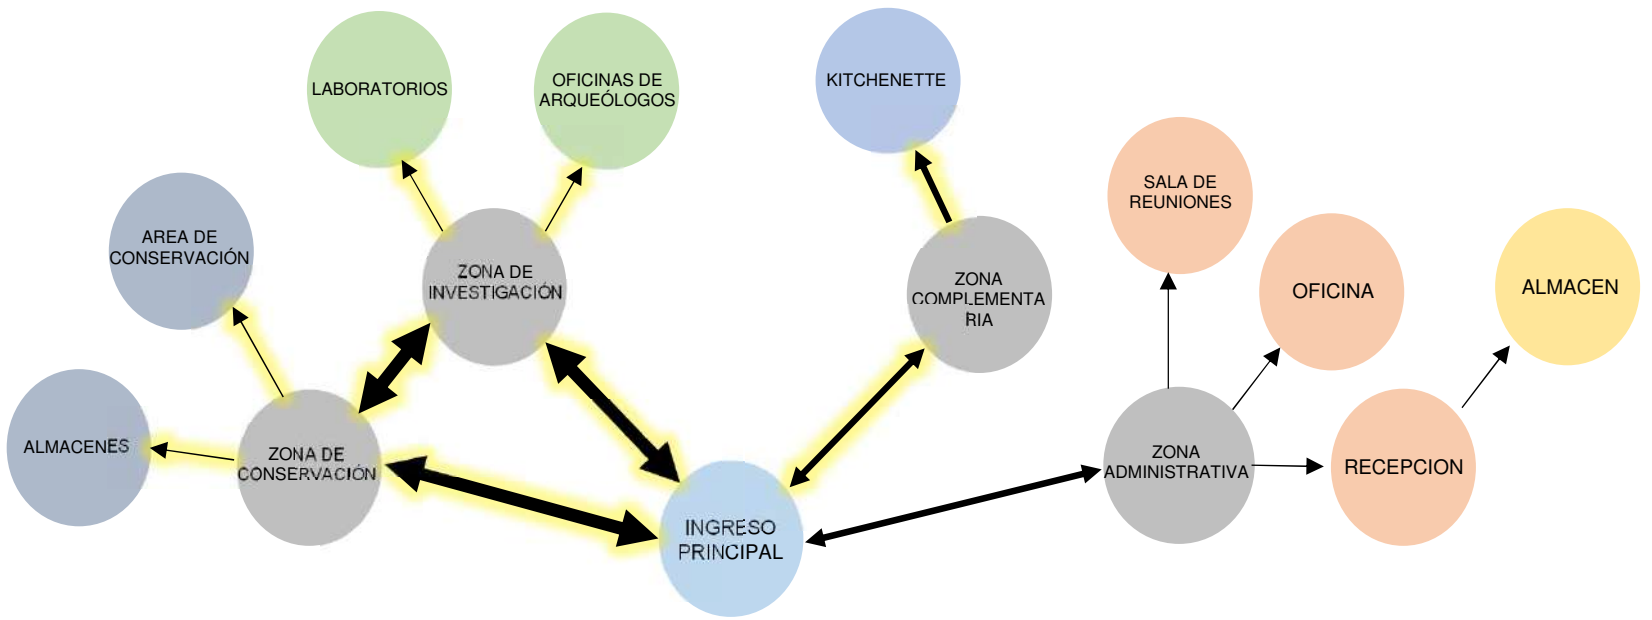 LABORATORIOS
OFICINAS DE
ARQUEÓLOGOS
KITCHENETTE
SALA DE
REUNIONES
AREA DE
CONSERVACIÓN
ZONA DE
INVESTIGACIÓN
ZONA
COMPLEMENTA
RIA
OFICINA
ALMACEN
ALMACENES
ZONA DE
CONSERVACIÓN
ZONA
ADMINISTRATIVA
RECEPCION
INGRESO
PRINCIPAL